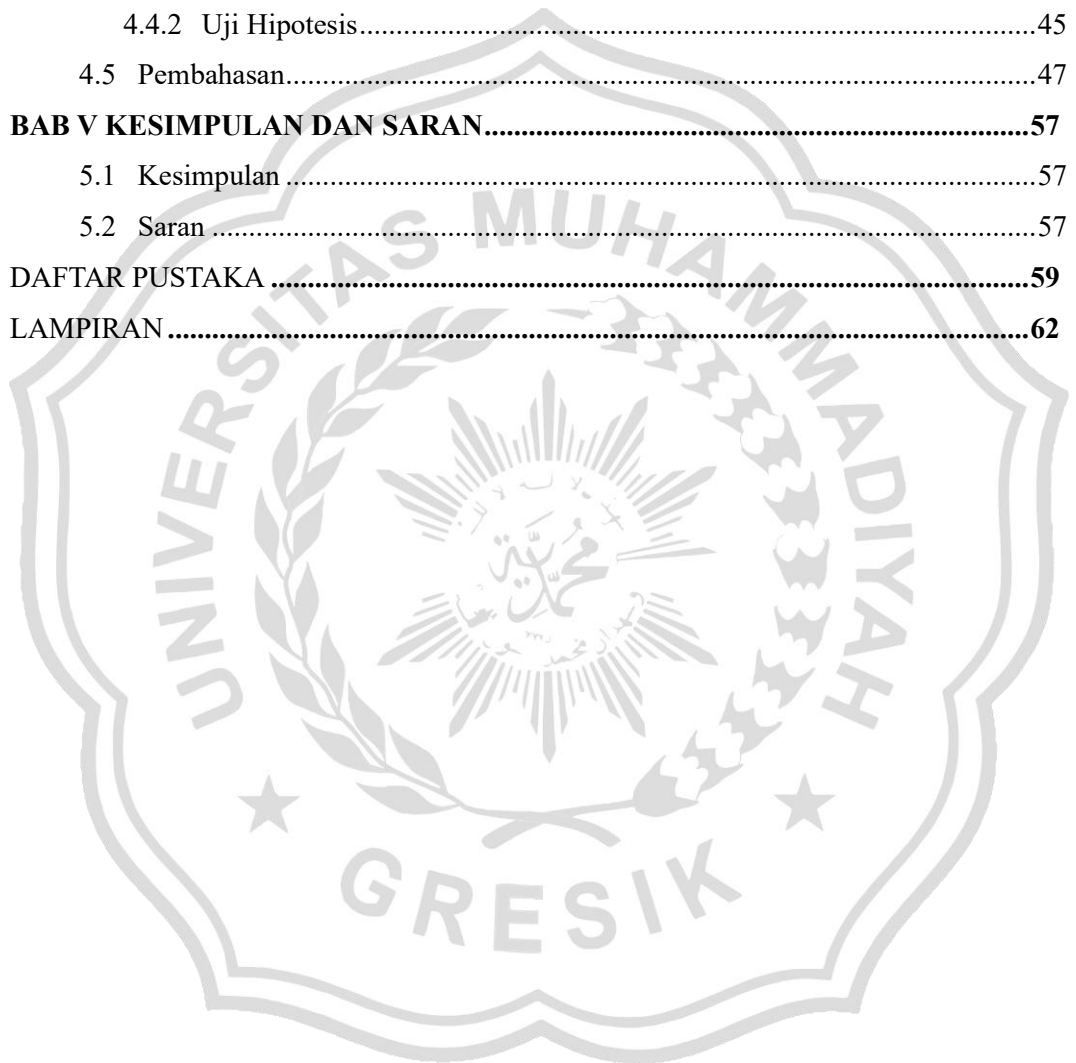 4.4.2 Uji Hipotesis..........45
4.5 Pembahasan..........47
BAB V KESIMPULAN DAN SARAN..........57
5.1 Kesimpulan..........57
5.2 Saran..........57
DAFTAR PUSTAKA..........59
LAMPIRAN..........62
UNIVERSITAS MUHAMMADIYAH
محمدية
GRESIK